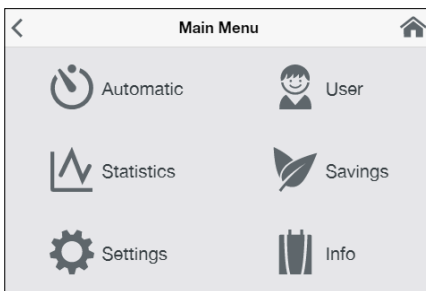 Main Menu
Automatic
User
Statistics
Savings
Settings
Info